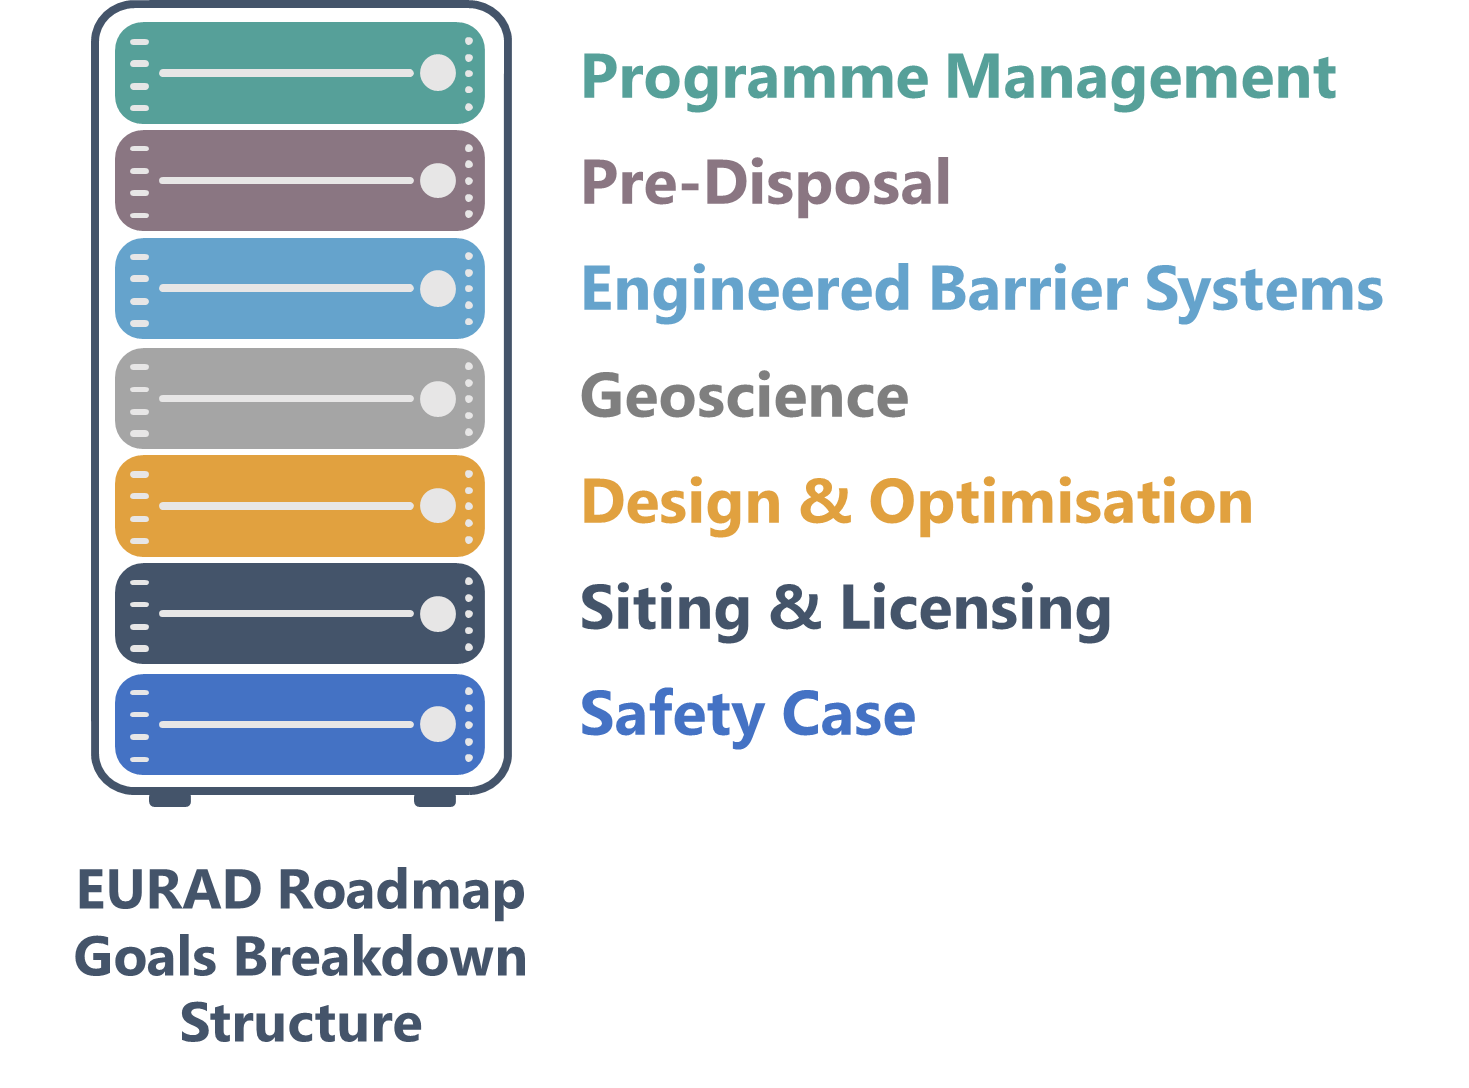 Programme Management
Pre-Disposal
Engineered Barrier Systems
Geoscience
Design & Optimisation
Siting & Licensing
Safety Case
EURAD Roadmap
Goals Breakdown
Structure